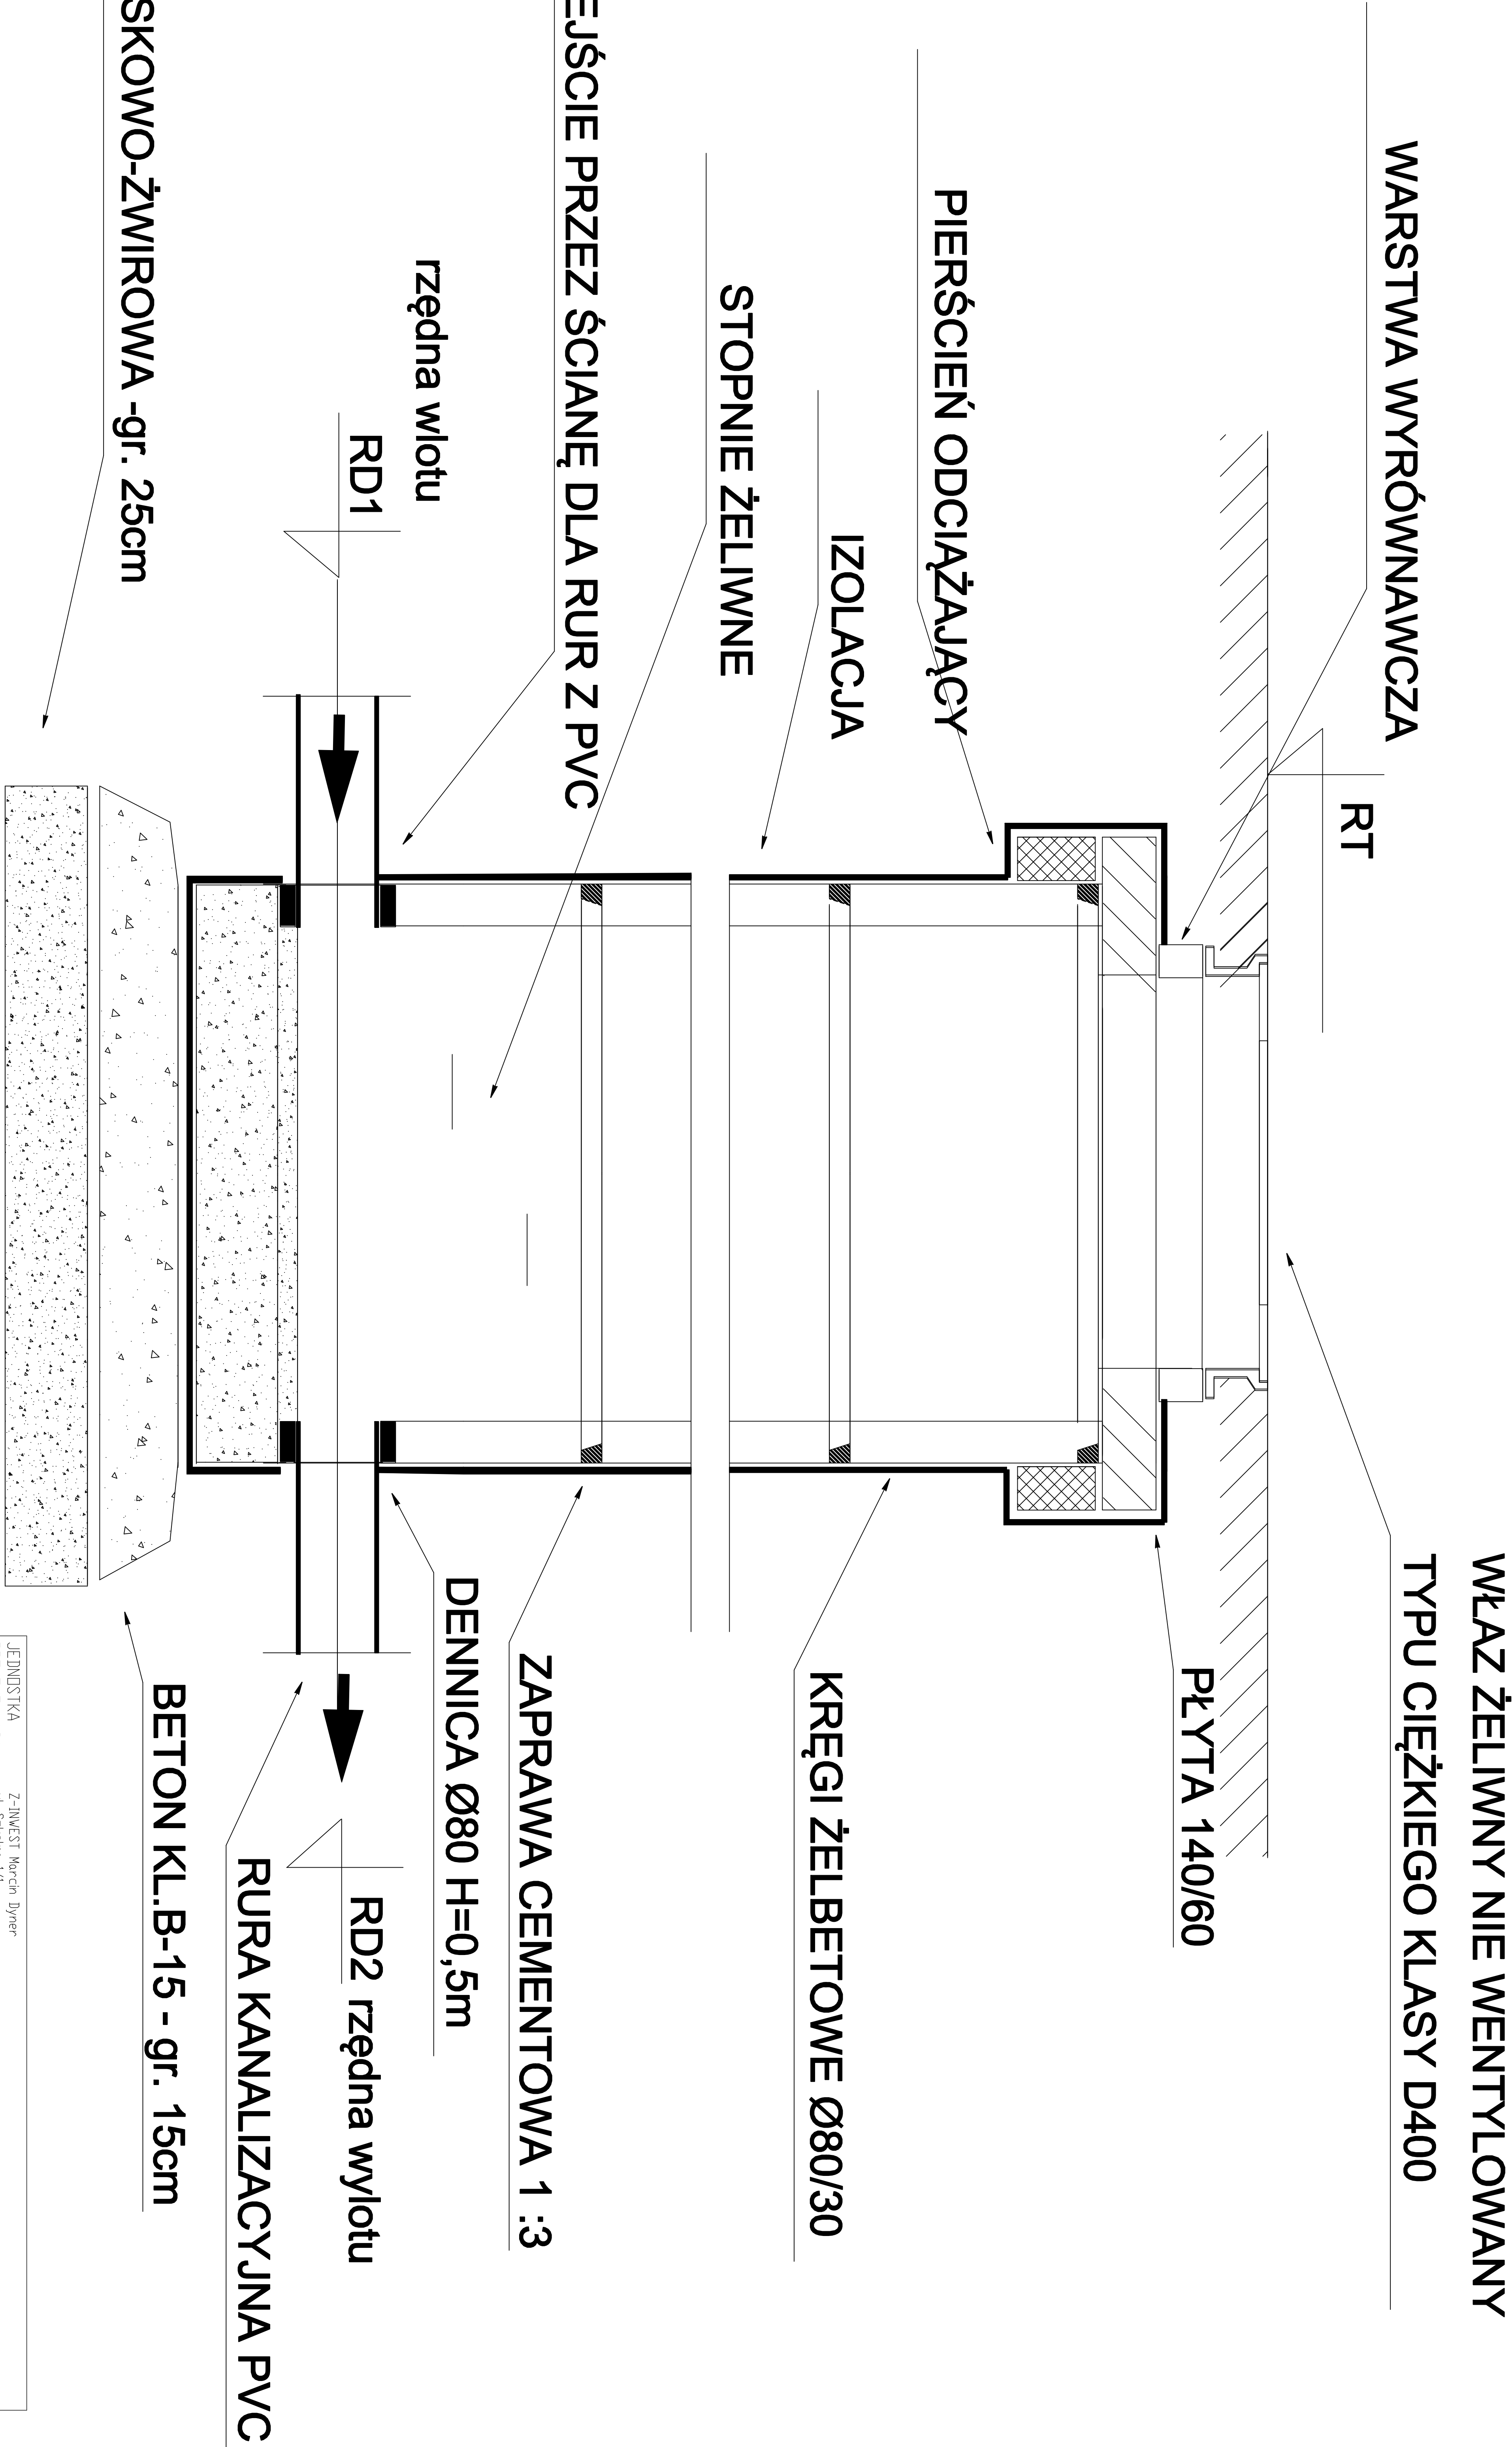 WŁAZ ŻELIWNY NIE WENTYLOWANY
TYPU CIĘŻKIEGO KLASY D400
WARSTWA WYRÓWNAWCZA
RT
PŁYTA 140/60
PIERŚCIEŃ ODCIĄŻAJĄCY
IZOLACJA
KRĘGI ŻELBETOWE Ø80/30
STOPNIE ŻELIWNE
EJŚCIE PRZEZ ŚCIANĘ DLA RUR Z PVC
ZAPRAWA CEMENTOWA 1 :3
DENNICA Ø80 H=0,5m
rzędna wlotu
RD1
RD2 rzędna wylotu
RURA KANALIZACYJNA PVC
SKOWO-ŻWIROWA -gr. 25cm
BETON KL.B-15 - gr. 15cm
JEDNOSTKA
Z-INWEST Marcin Dyner